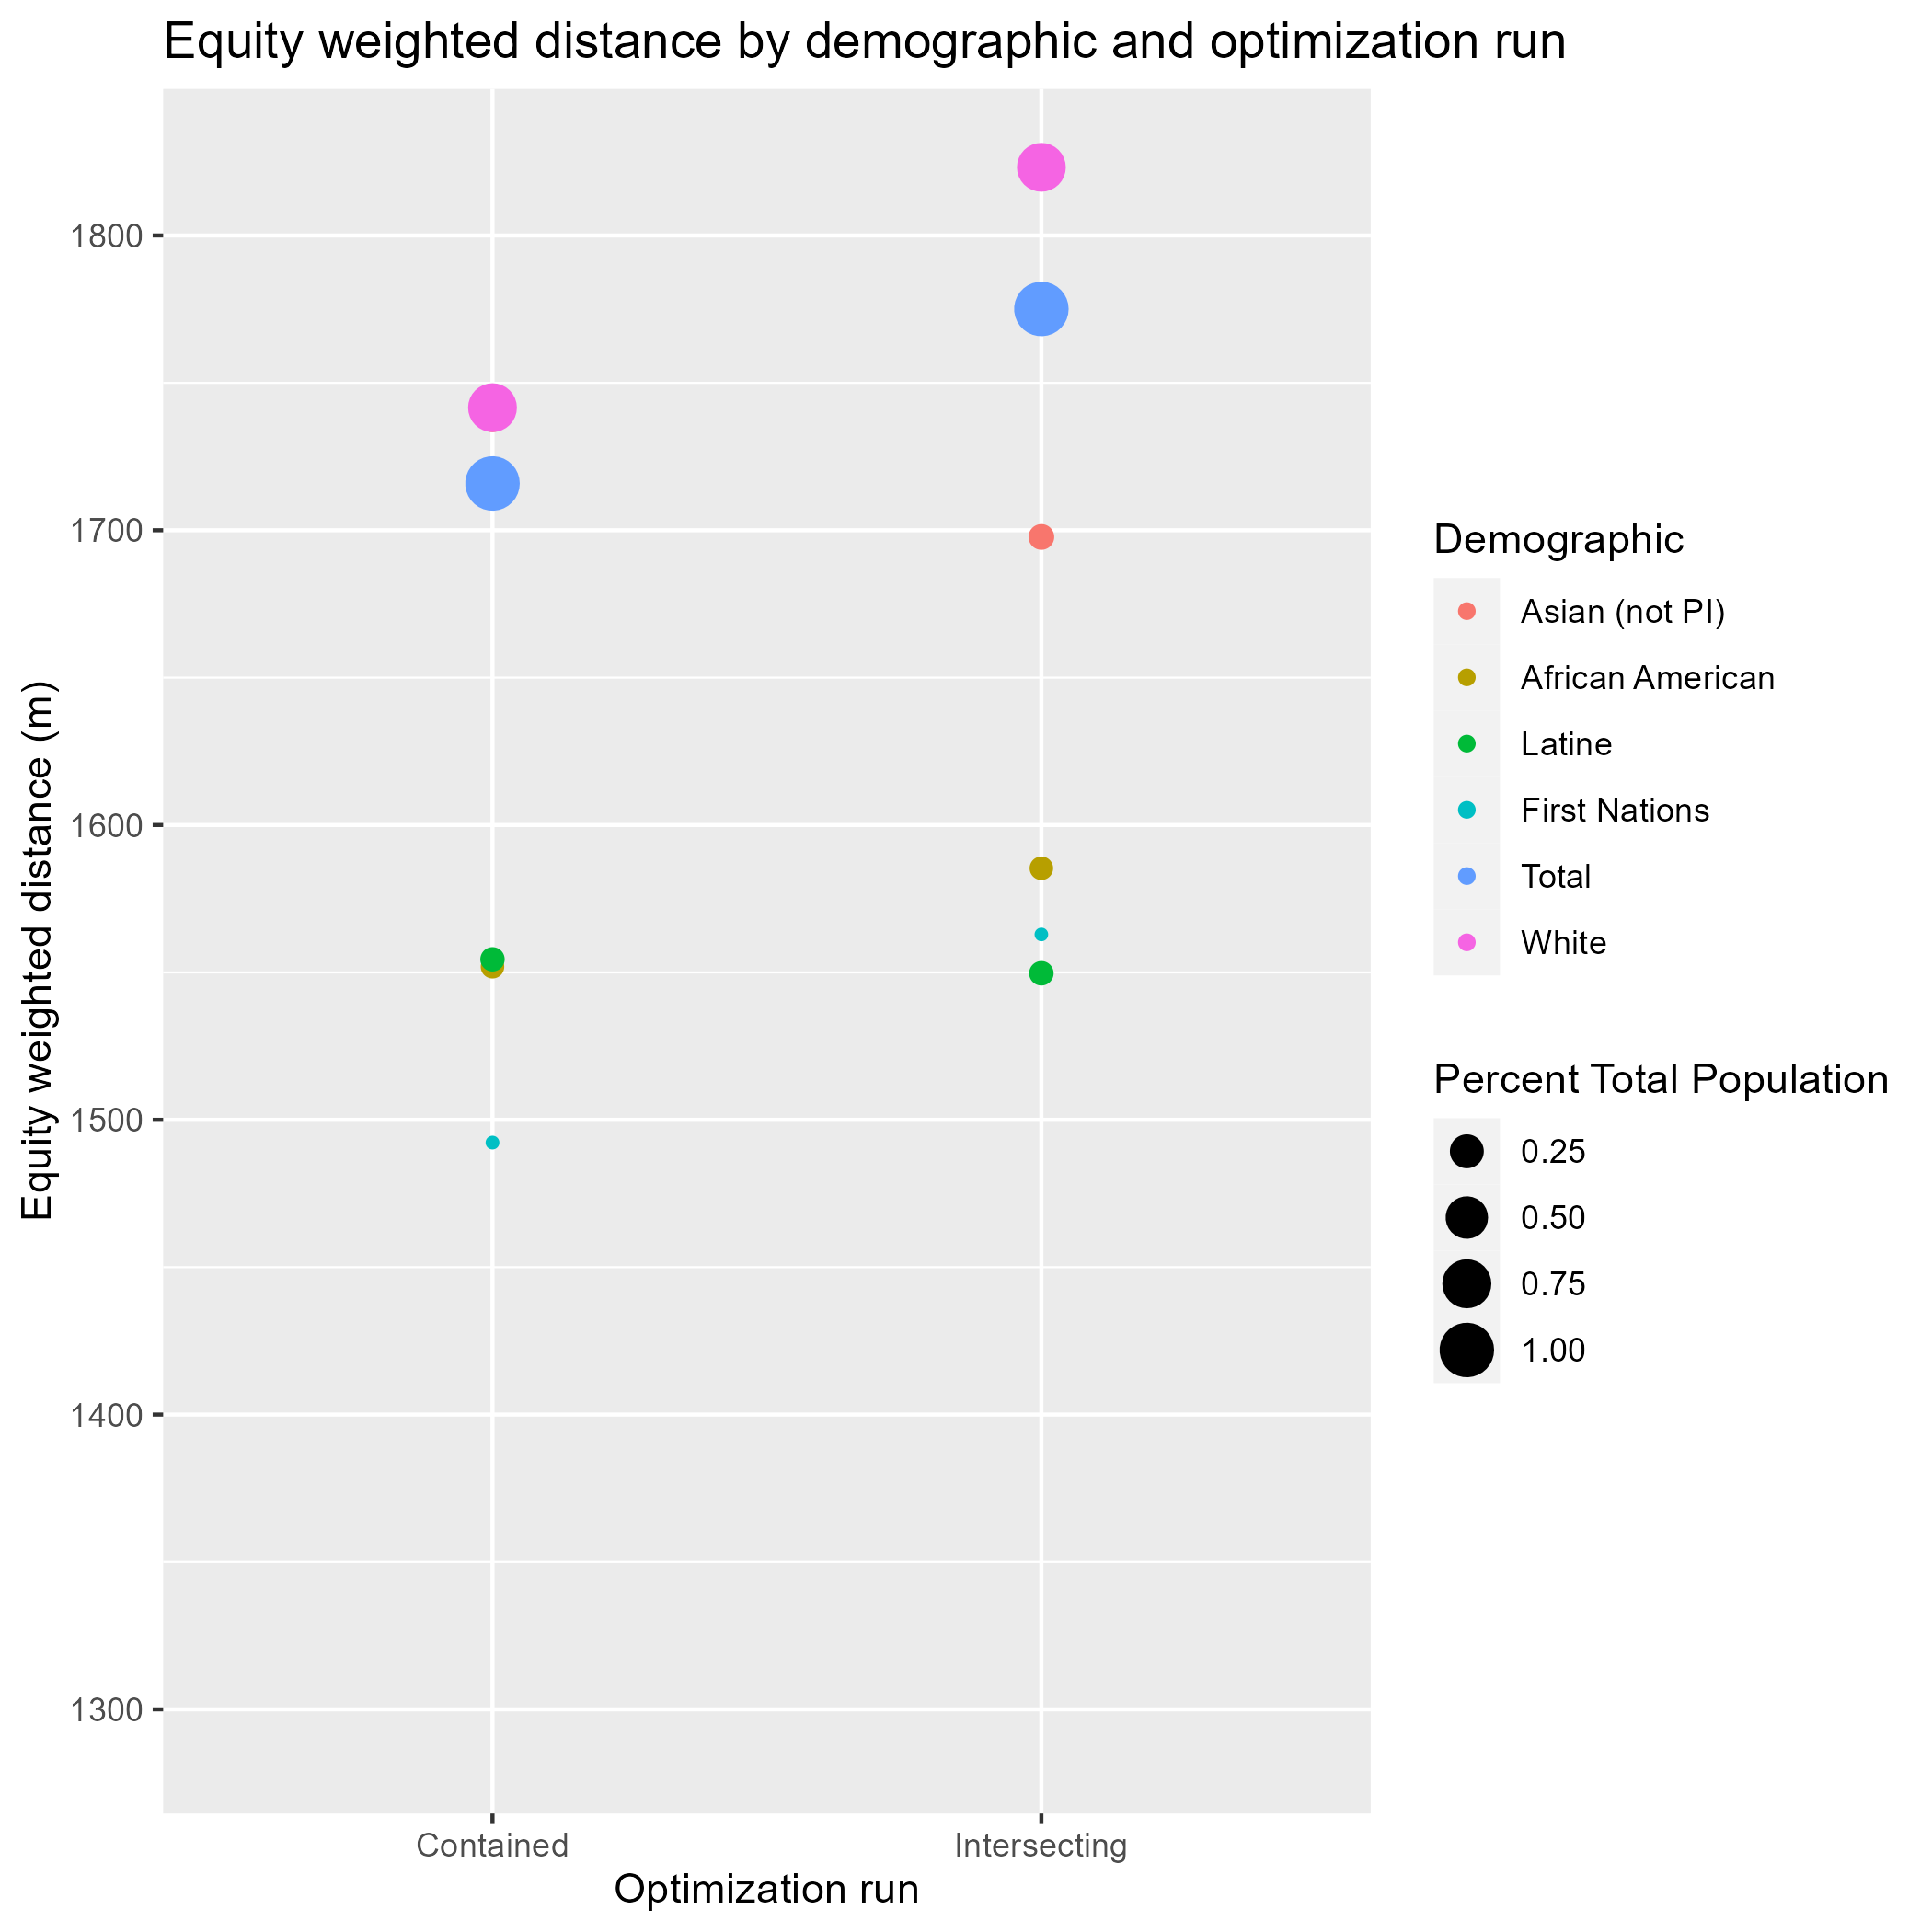 Equity weighted distance by demographic and optimization run
Equity weighted distance (m)
1800
1700
1600
1500
1400
1300
Contained
Intersecting
Optimization run
Demographic
Asian (not PI)
African American
Latine
First Nations
Total
White
Percent Total Population
0.25
0.50
0.75
1.00